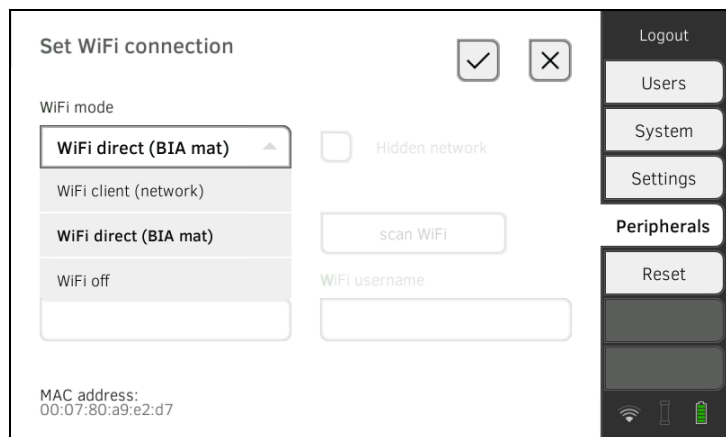 Set WiFi connection
WiFi mode
WiFi direct (BIA mat)
Hidden network
WiFi client (network)
WiFi direct (BIA mat)
scan WiFi
WiFi off
WiFi username
MAC address:
00:07:80:a9:e2:d7
Logout
Users
System
Settings
Peripherals
Reset